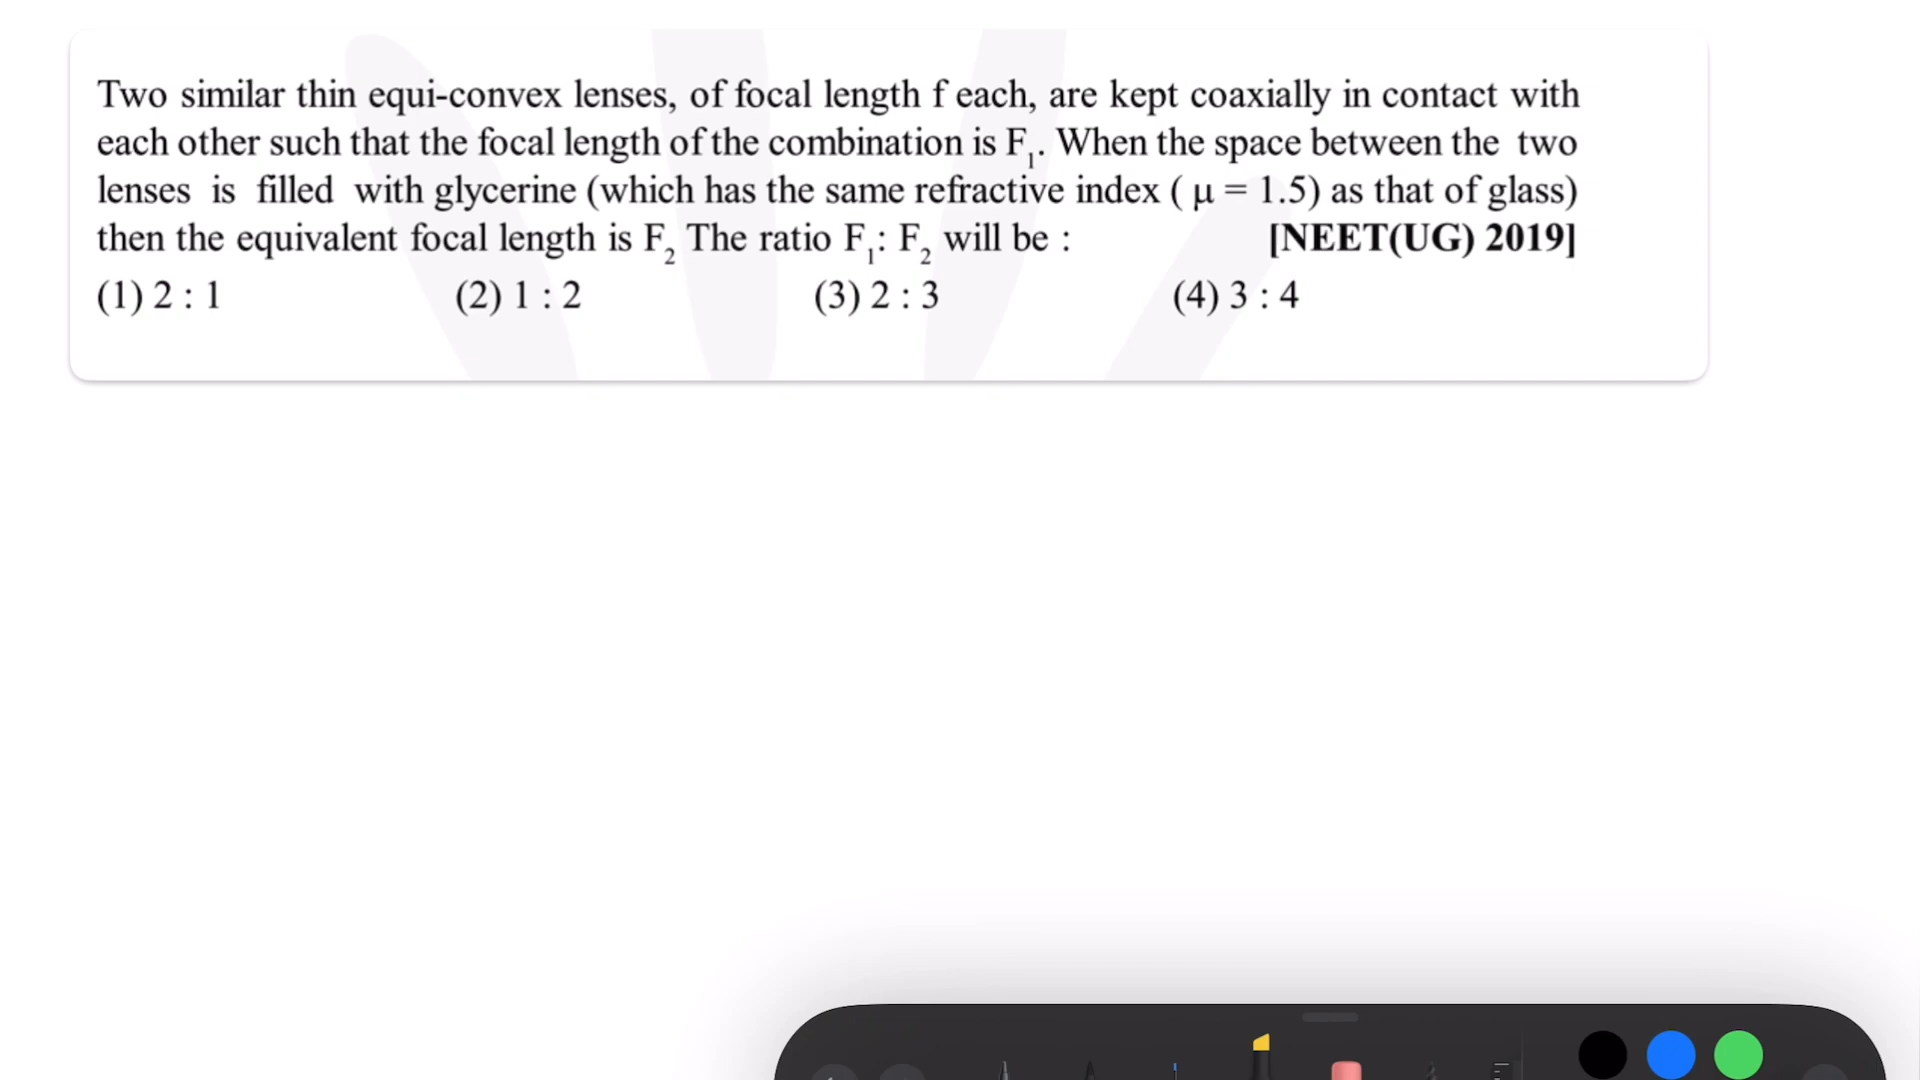 Two similar thin equi-convex lenses, of focal length f each, are kept coaxially in contact with
each other such that the focal length of the combination is F₁. When the space between the two
lenses is filled with glycerine (which has the same refractive index ( μ = 1.5) as that of glass)
then the equivalent focal length is F₂ The ratio F₁: F₂ will be : [NEET(UG) 2019]
(1) 2 : 1 (2) 1 : 2 (3) 2 : 3 (4) 3 : 4